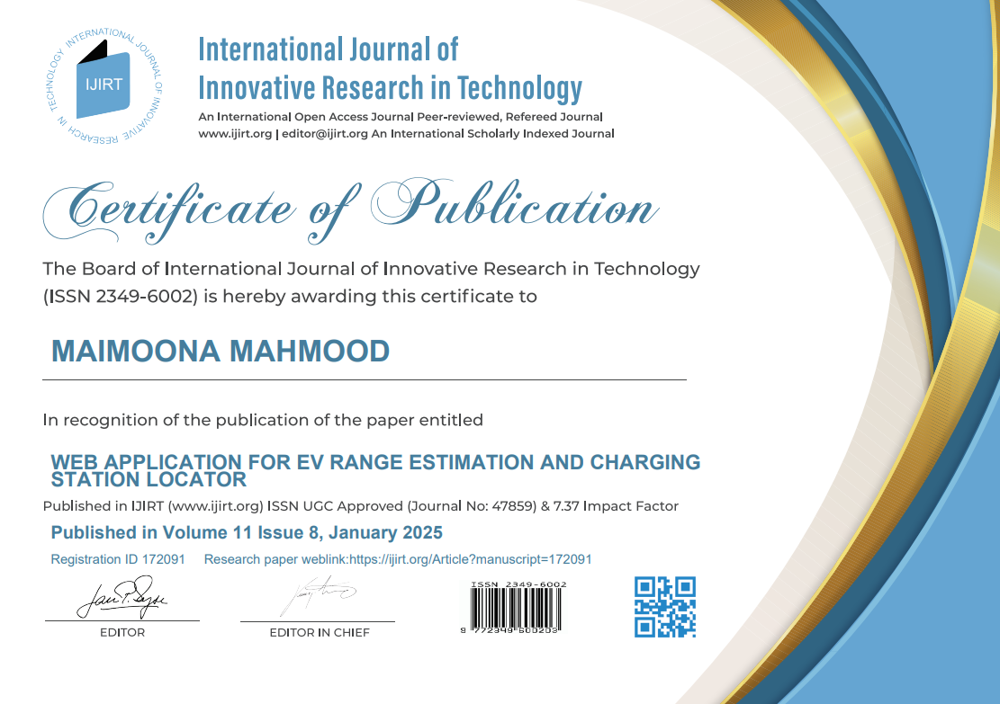 INTERNATIONAL JOURNAL OF INNOVATIVE RESEARCH IN TECHNOLOGY
IJIRT
International Journal of
Innovative Research in Technology
An International Open Access Journal Peer-reviewed, Refereed Journal
www.ijirt.org | editor@ijirt.org An International Scholarly Indexed Journal
Certificate of Publication
The Board of International Journal of Innovative Research in Technology
(ISSN 2349-6002) is hereby awarding this certificate to
MAIMOONA MAHMOOD
In recognition of the publication of the paper entitled
WEB APPLICATION FOR EV RANGE ESTIMATION AND CHARGING
STATION LOCATOR
Published in IJIRT (www.ijirt.org) ISSN UGC Approved (Journal No: 47859) & 7.37 Impact Factor
Published in Volume 11 Issue 8, January 2025
Registration ID 172091 Research paper weblink:https://ijirt.org/Article?manuscript=172091
ISSN 2349-6002
EDITOR
EDITOR IN CHIEF